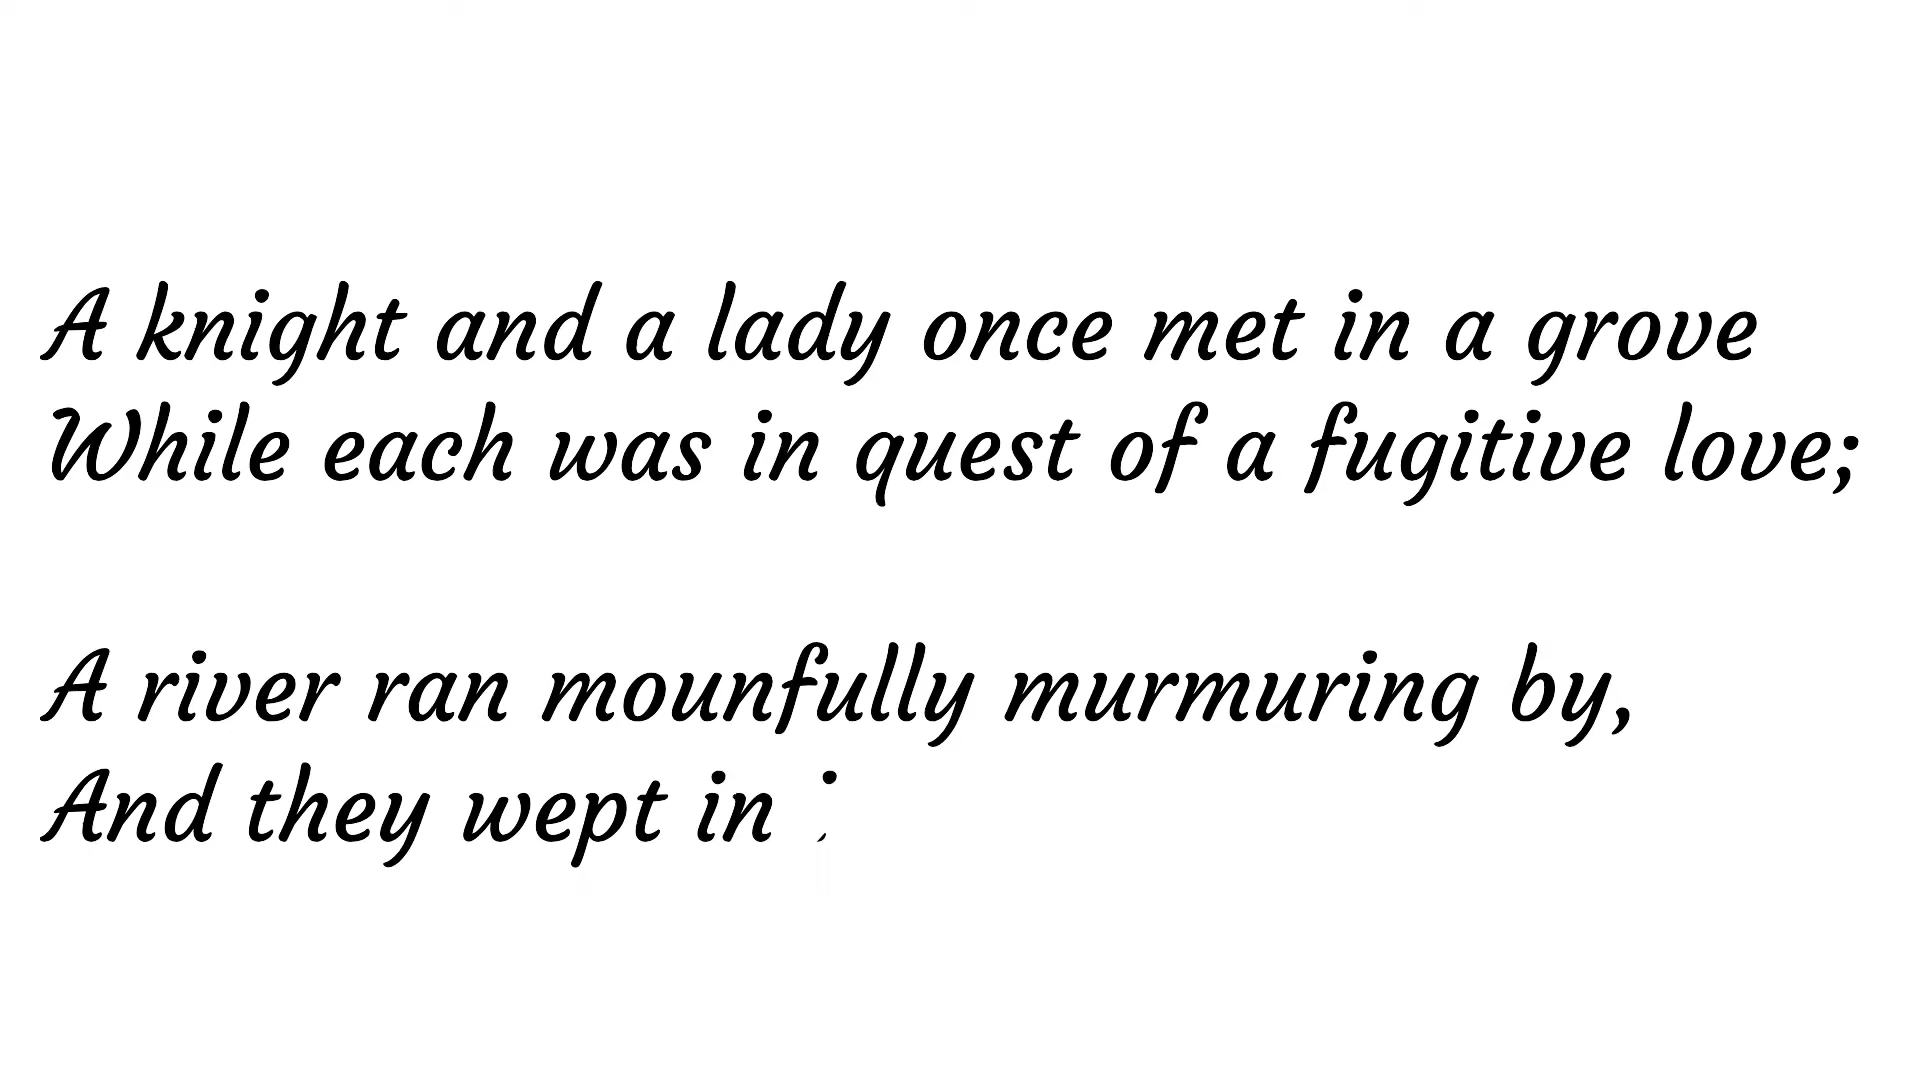 A knight and a lady once met in a grove
While each was in quest of a fugitive love;
A river ran mounfully murmuring by,
And they wept in